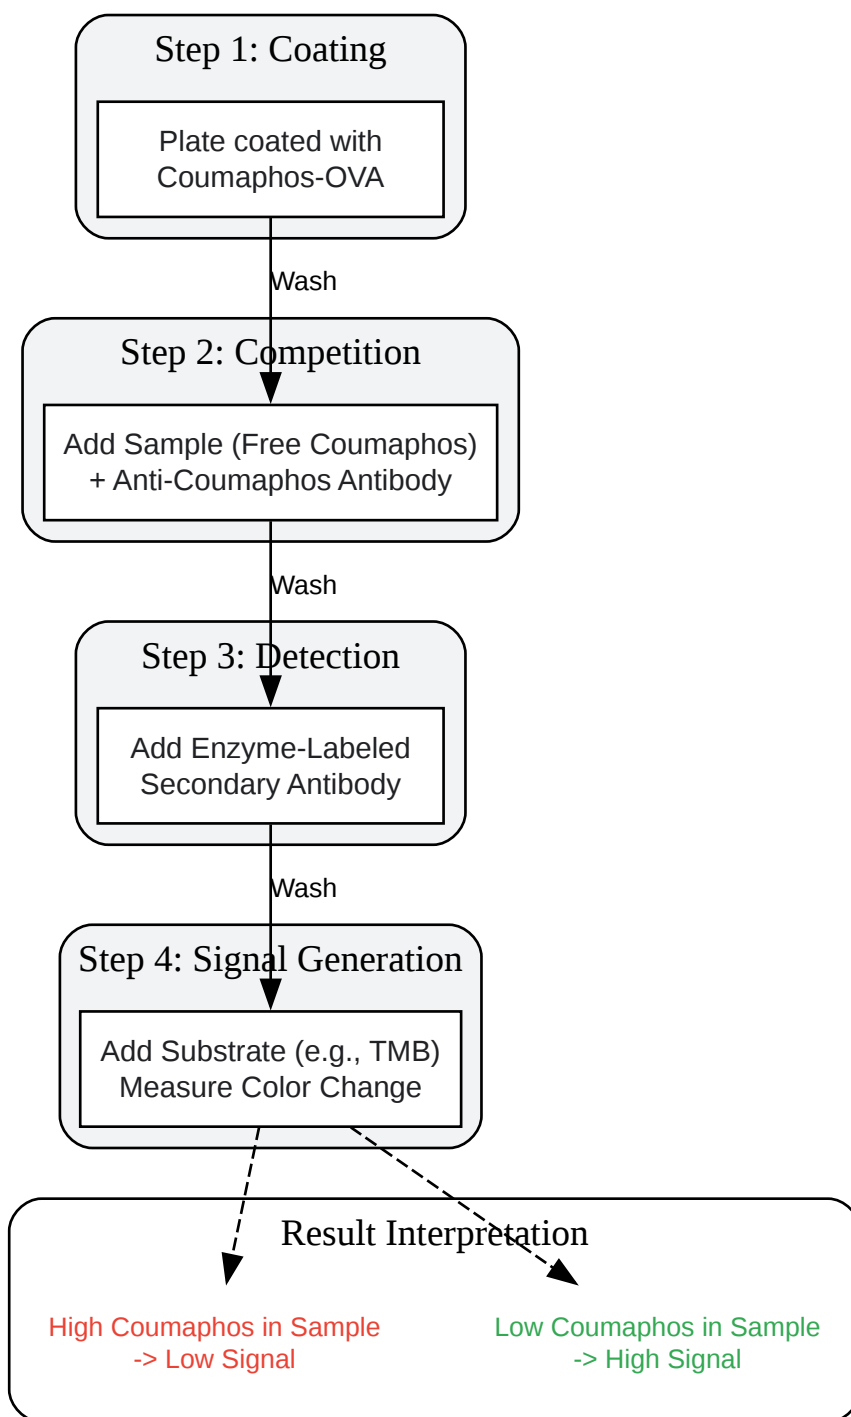 Step 1: Coating
Plate coated with
Coumaphos-OVA
Wash
Step 2: Competition
Add Sample (Free Coumaphos)
+ Anti-Coumaphos Antibody
Wash
Step 3: Detection
Add Enzyme-Labeled
Secondary Antibody
Wash
Step 4: Signal Generation
Add Substrate (e.g., TMB)
Measure Color Change
Result Interpretation
High Coumaphos in Sample
-> Low Signal
Low Coumaphos in Sample
-> High Signal